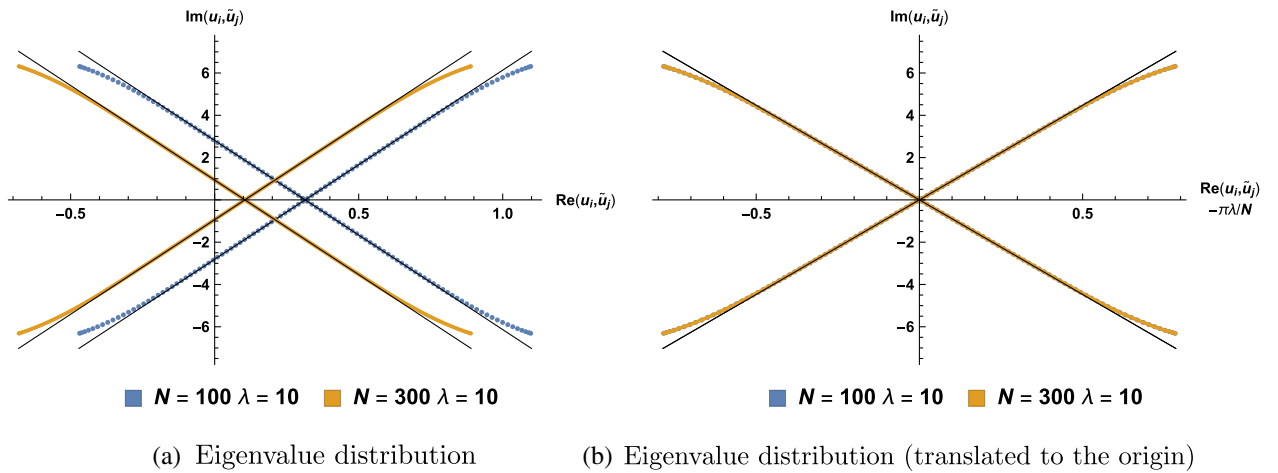 Im(u_i,ũ_j)
6
4
2
-0.5
0.5
1.0
Re(u_i,ũ_j)
-2
-4
-6
N = 100 λ = 10
N = 300 λ = 10
(a) Eigenvalue distribution
Im(u_i,ũ_j)
6
4
2
-0.5
0.5
Re(u_i,ũ_j)
-πλ/N
-2
-4
-6
N = 100 λ = 10
N = 300 λ = 10
(b) Eigenvalue distribution (translated to the origin)